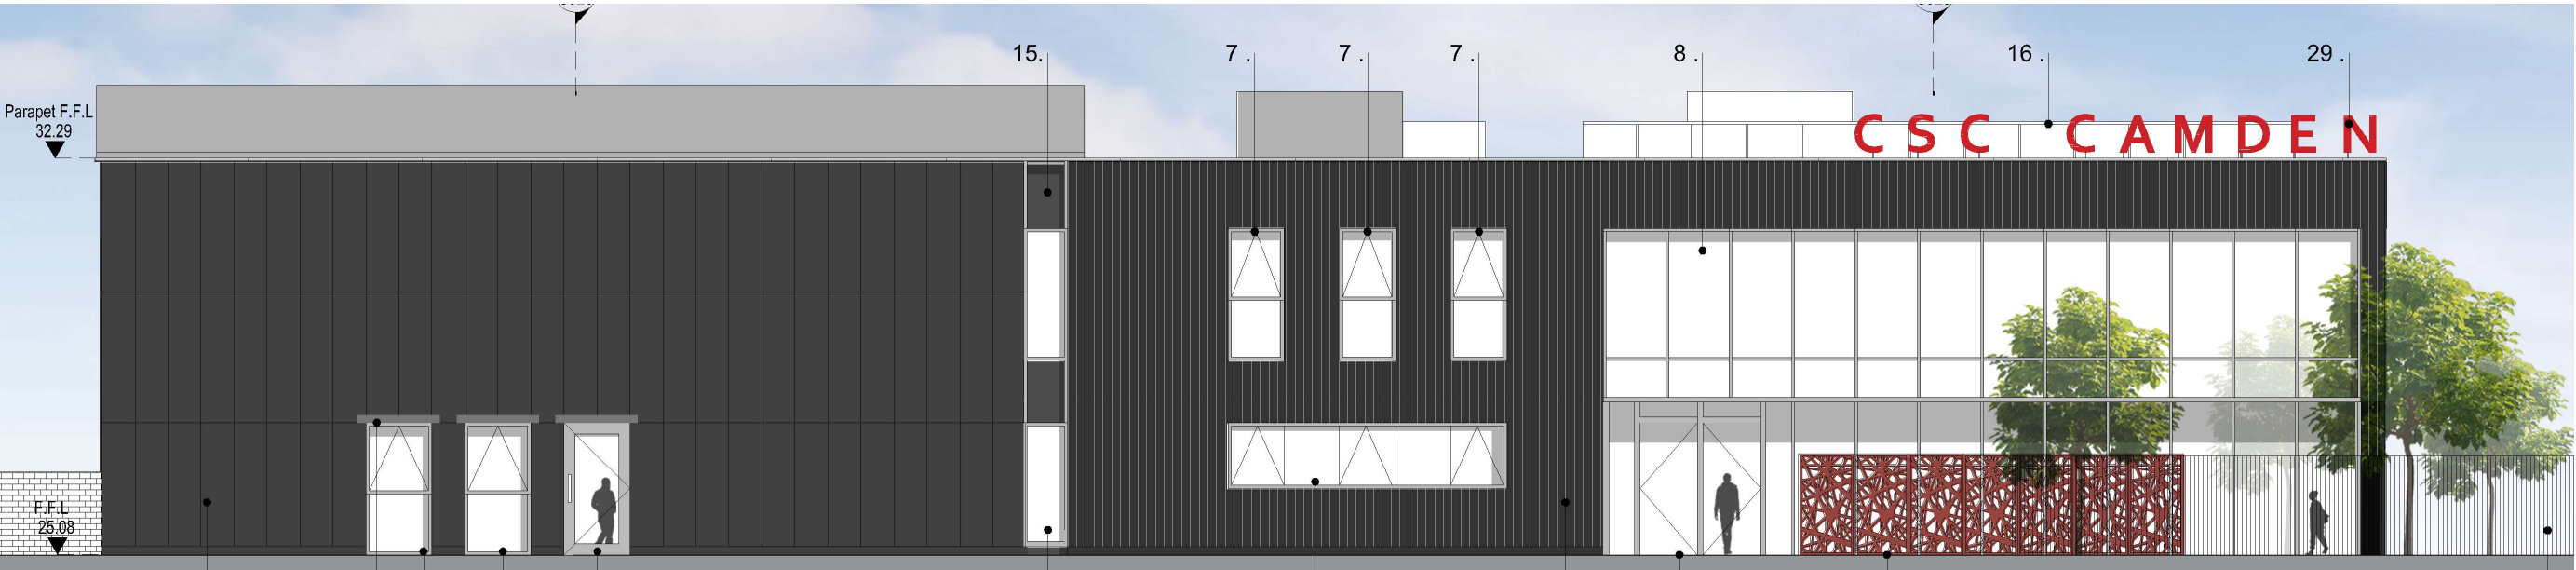 15. 7 . 7 . 7 . 8 . 16 . 29 .
Parapet F.F.L
32.29
CSC CAMDEN
F.F.L
25.08